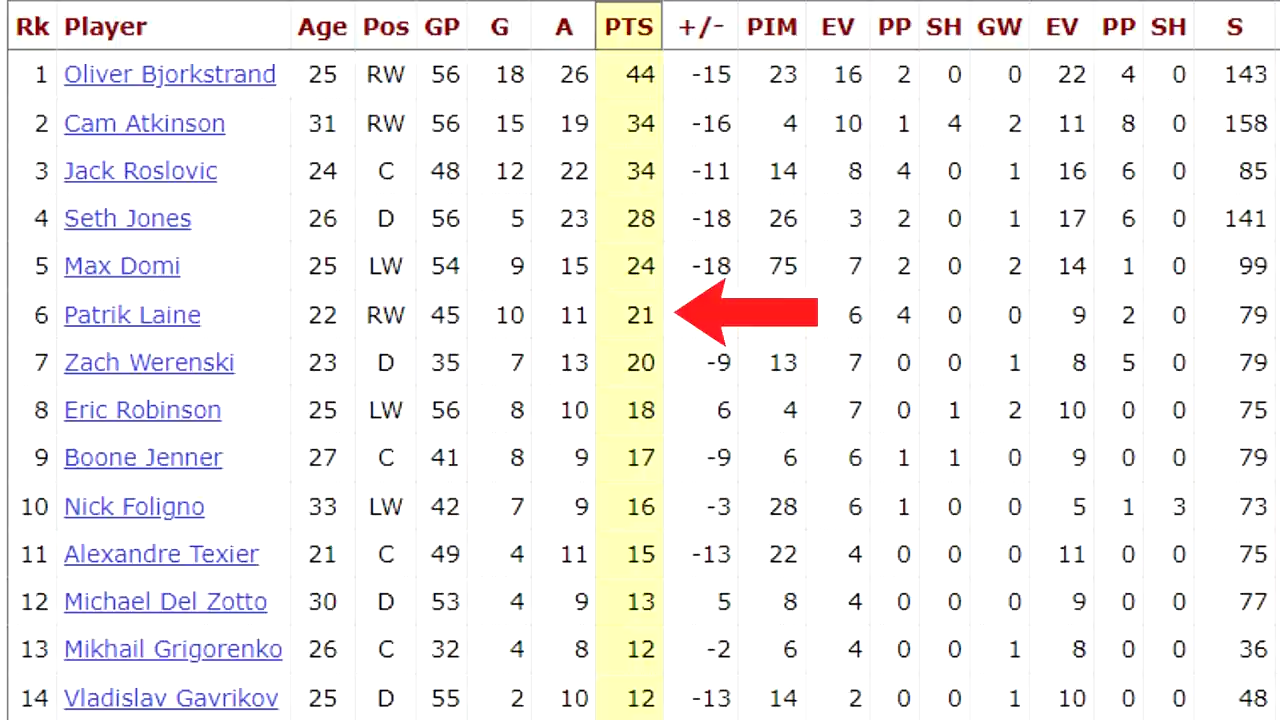 Rk Player Age Pos GP G A PTS +/- PIM EV PP SH GW EV PP SH S
1 Oliver Bjorkstrand 25 RW 56 18 26 44 -15 23 16 2 0 0 22 4 0 143
2 Cam Atkinson 31 RW 56 15 19 34 -16 4 10 1 4 2 11 8 0 158
3 Jack Roslovic 24 C 48 12 22 34 -11 14 8 4 0 1 16 6 0 85
4 Seth Jones 26 D 56 5 23 28 -18 26 3 2 0 1 17 6 0 141
5 Max Domi 25 LW 54 9 15 24 -18 75 7 2 0 2 14 1 0 99
6 Patrik Laine 22 RW 45 10 11 21 6 4 0 0 9 2 0 79
7 Zach Werenski 23 D 35 7 13 20 -9 13 7 0 0 1 8 5 0 79
8 Eric Robinson 25 LW 56 8 10 18 6 4 7 0 1 2 10 0 0 75
9 Boone Jenner 27 C 41 8 9 17 -9 6 6 1 1 0 9 0 0 79
10 Nick Foligno 33 LW 42 7 9 16 -3 28 6 1 0 0 5 1 3 73
11 Alexandre Texier 21 C 49 4 11 15 -13 22 4 0 0 0 11 0 0 75
12 Michael Del Zotto 30 D 53 4 9 13 5 8 4 0 0 0 9 0 0 77
13 Mikhail Grigorenko 26 C 32 4 8 12 -2 6 4 0 0 1 8 0 0 36
14 Vladislav Gavrikov 25 D 55 2 10 12 -13 14 2 0 0 1 10 0 0 48